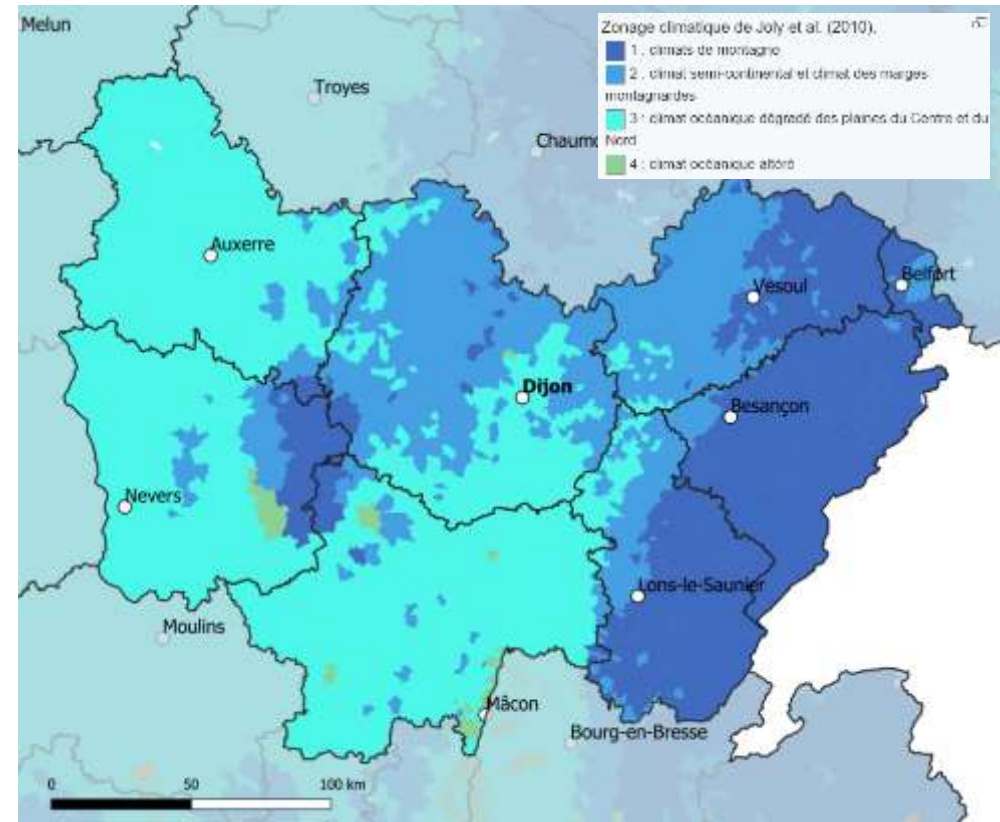 Melun
Zonage climatique de Joly et al. (2010).
1 : climats de montagne
2 : climat semi-continental et climat des marges
montagnardes
3 : climat océanique dégradé des plaines du Centre et du
Nord
4 : climat océanique altéré
Troyes
Chaumo
Auxerre
Vesoul
Belfort
Dijon
Besançon
Nevers
Lons-le-Saunier
Moulins
Mâcon
Bourg-en-Bresse
0 50 100 km